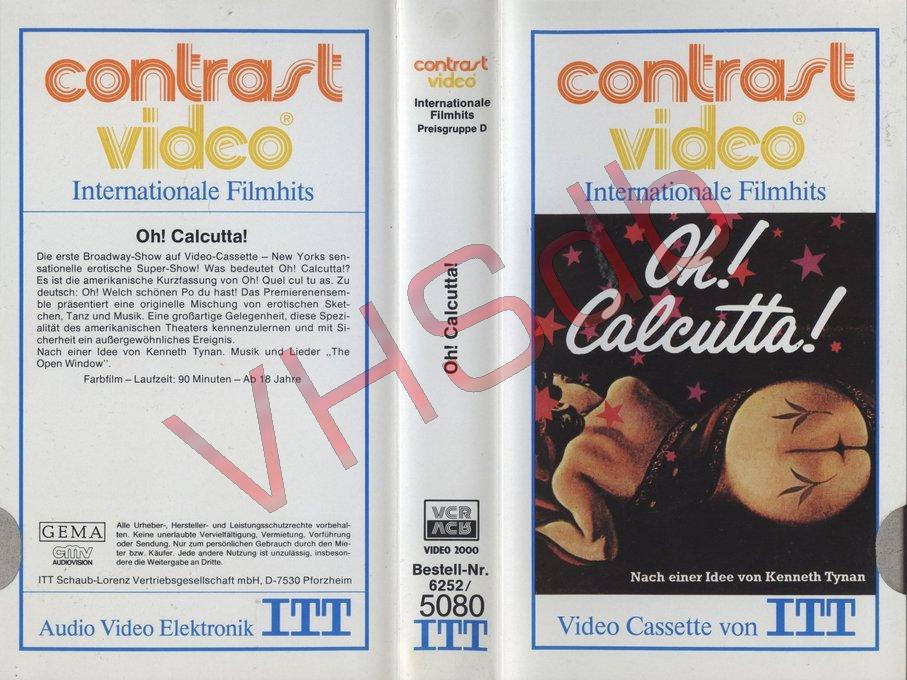 contrast
video®
Internationale Filmhits
Oh! Calcutta!
Die erste Broadway-Show auf Video-Cassette – New Yorks sen-
sationelle erotische Super-Show! Was bedeutet Oh! Calcutta!?
Es ist die amerikanische Kurzfassung von Oh! Quel cul tu as. Zu
deutsch: Oh! Welch schönen Po du hast! Das Premierenensem-
ble präsentiert eine originelle Mischung von erotischen Sket-
chen, Tanz und Musik. Eine großartige Gelegenheit, diese Spezi-
alität des amerikanischen Theaters kennenzulernen und mit Si-
cherheit ein außergewöhnliches Ereignis.
Nach einer Idee von Kenneth Tynan. Musik und Lieder „The
Open Window".
Farbfilm – Laufzeit: 90 Minuten – Ab 18 Jahre
GEMA
cmv
AUDIOVISION
Alle Urheber-, Hersteller- und Leistungsschutzrechte vorbehal-
ten. Keine unerlaubte Vervielfältigung, Vermietung, Vorführung
oder Sendung. Nur zum persönlichen Gebrauch durch den Mie-
ter bzw. Käufer. Jede andere Nutzung ist unzulässig, insbeson-
dere die Weitergabe an Dritte.
ITT Schaub-Lorenz Vertriebsgesellschaft mbH, D-7530 Pforzheim
Audio Video Elektronik ITT
contrast
video
Internationale
Filmhits
Preisgruppe D
Oh! Calcutta!
VCR
VCR
VIDEO 2000
Bestell-Nr.
6252/
5080
ITT
contrast
video®
Internationale Filmhits
Oh!
Calcutta!
Nach einer Idee von Kenneth Tynan
Video Cassette von ITT
VHSdb